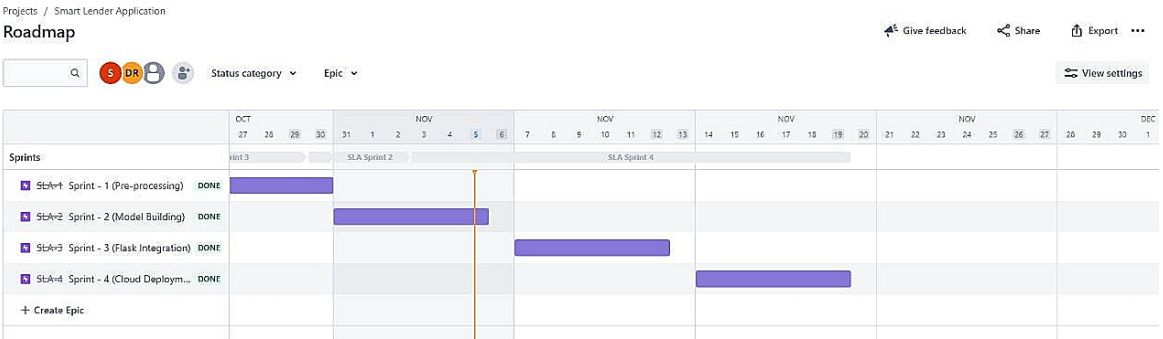 Projects / Smart Lender Application
Roadmap
Give feedback Share Export
S DR Status category Epic View settings
OCT NOV NOV NOV NOV DEC
27 28 29 30 31 1 2 3 4 5 6 7 8 9 10 11 12 13 14 15 16 17 18 19 20 21 22 23 24 25 26 27 28 29 30 1
Sprints rint 3 SLA Sprint 2 SLA Sprint 4
SLA-1 Sprint - 1 (Pre-processing) DONE
SLA-2 Sprint - 2 (Model Building) DONE
SLA-3 Sprint - 3 (Flask Integration) DONE
SLA-4 Sprint - 4 (Cloud Deploym... DONE
+ Create Epic